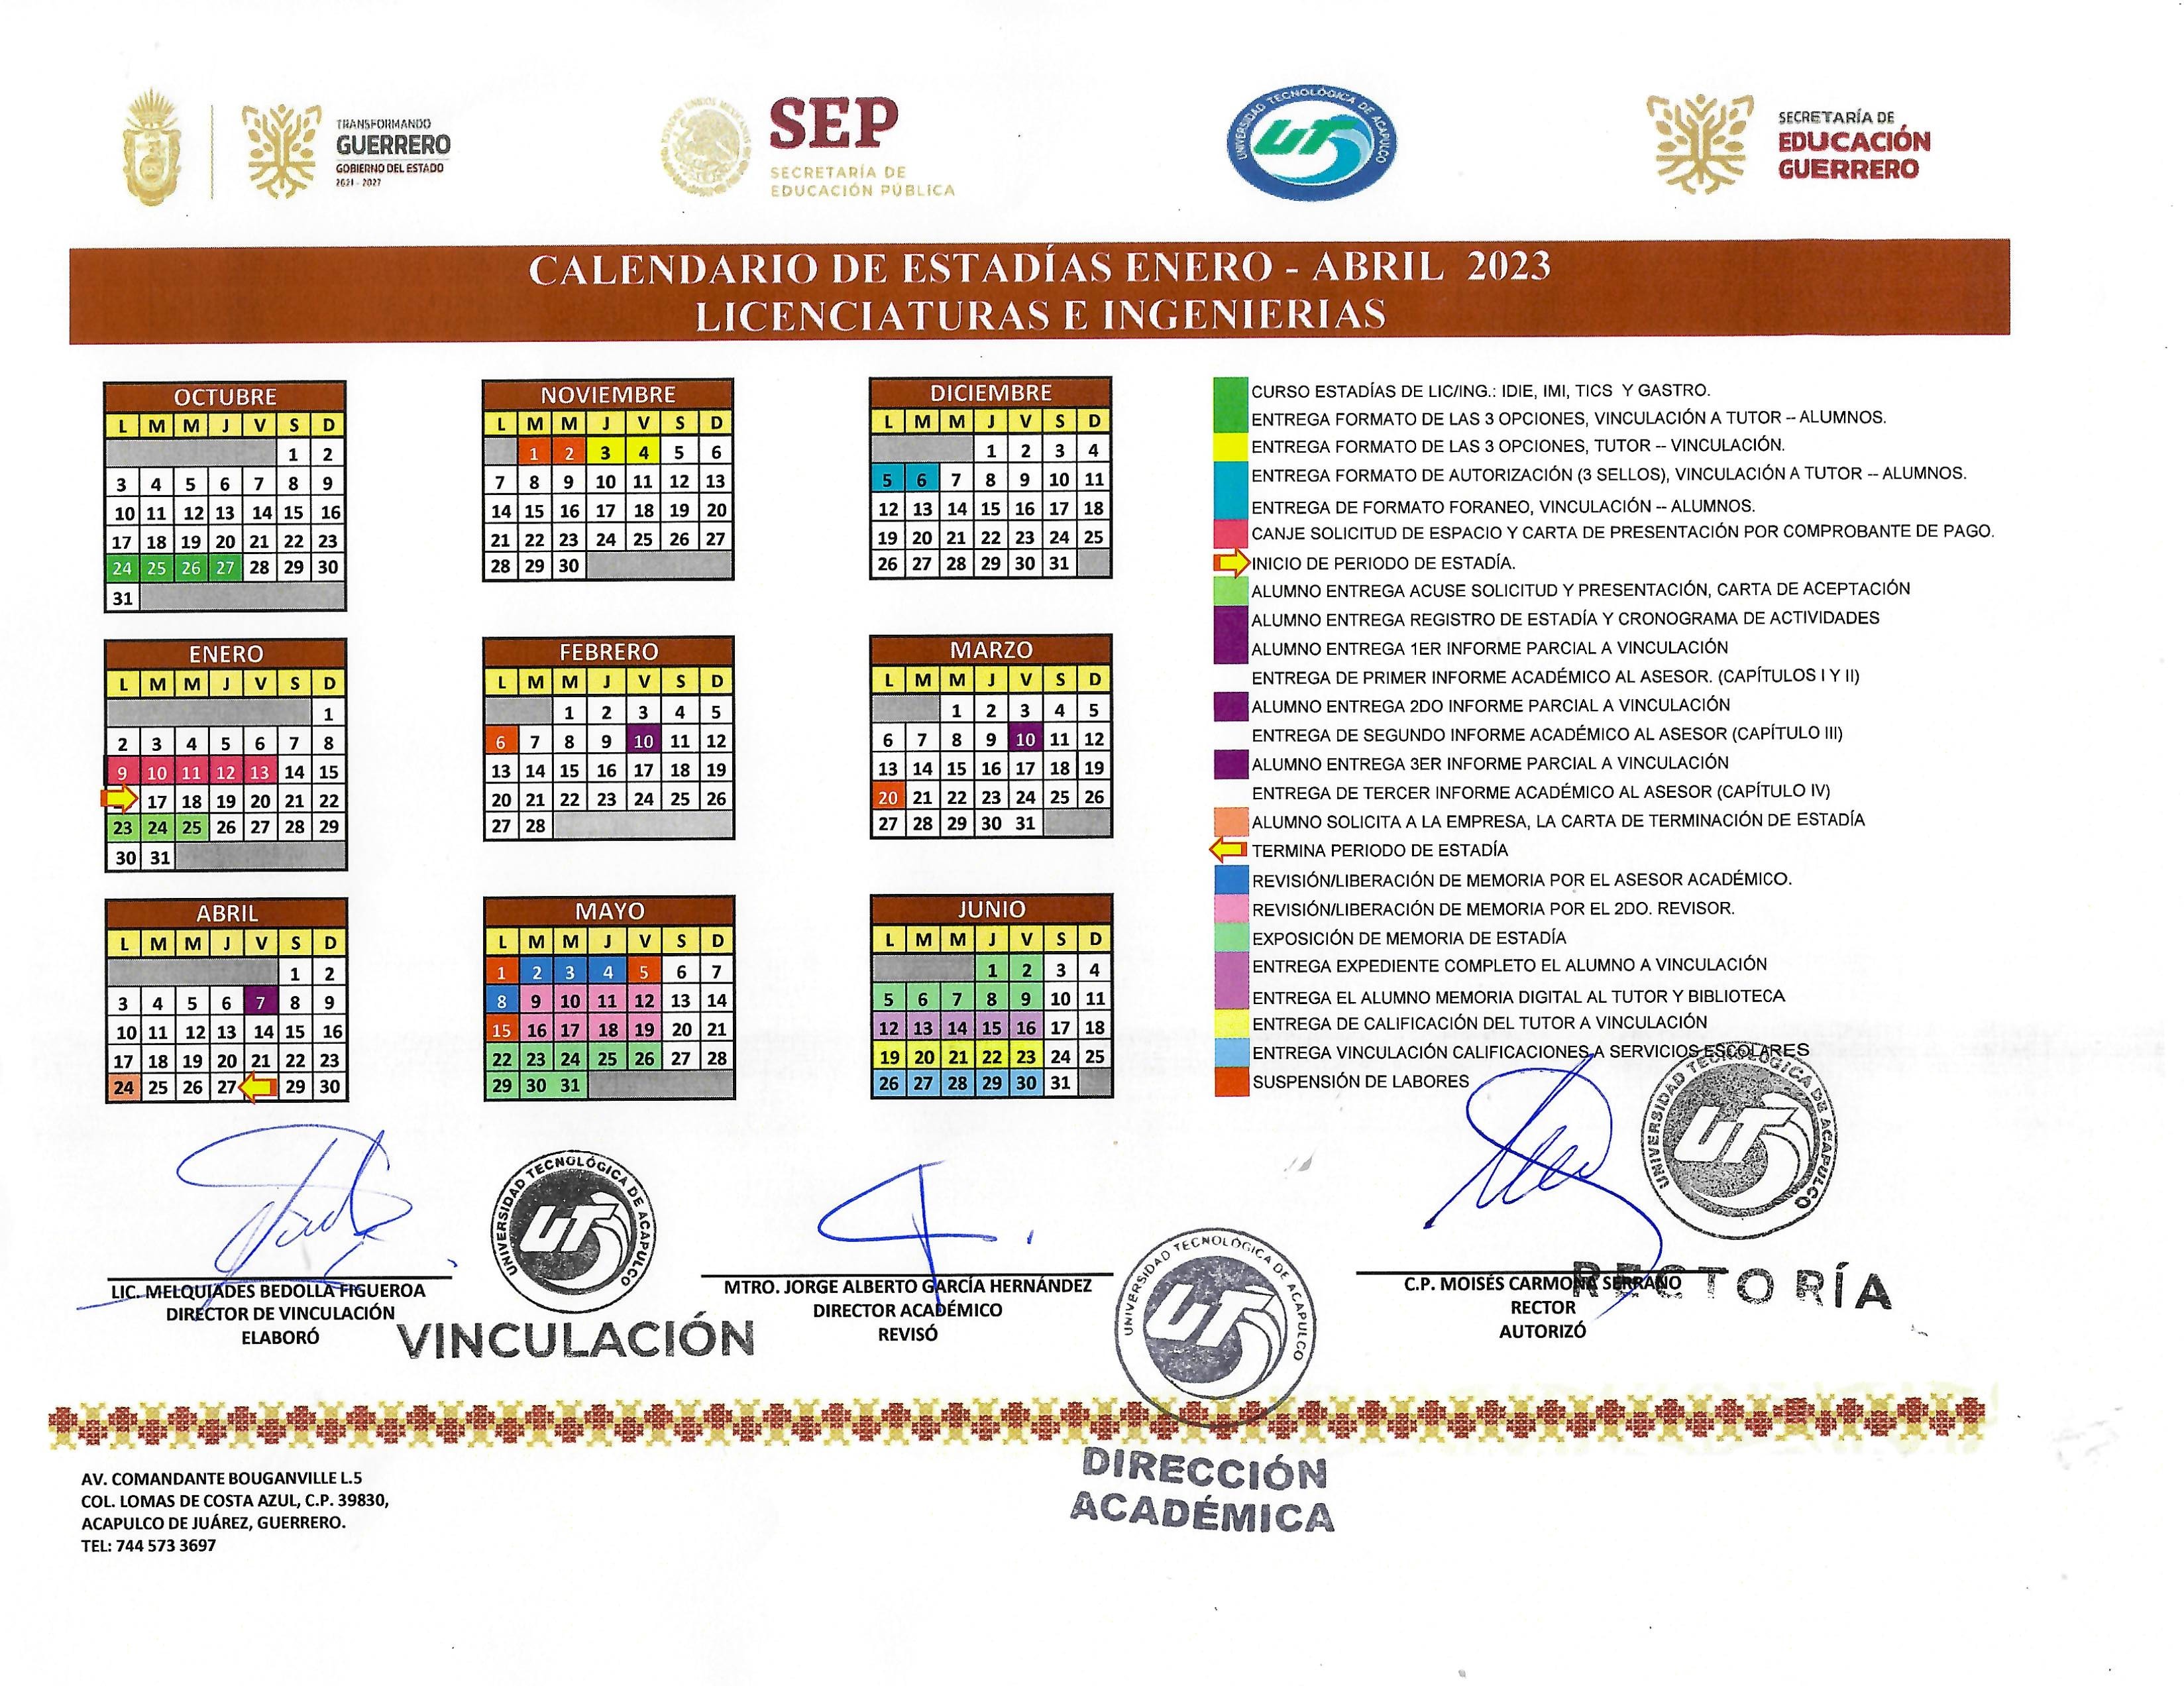 TRANSFORMANDO
GUERRERO
GOBIERNO DEL ESTADO
2021 - 2027
SEP
SECRETARÍA DE
EDUCACIÓN PÚBLICA
UNIVERSIDAD TECNOLÓGICA DE ACAPULCO
UT
SECRETARÍA DE
EDUCACIÓN
GUERRERO
CALENDARIO DE ESTADÍAS ENERO - ABRIL 2023
LICENCIATURAS E INGENIERIAS
OCTUBRE
L M M J V S D
1 2
3 4 5 6 7 8 9
10 11 12 13 14 15 16
17 18 19 20 21 22 23
24 25 26 27 28 29 30
31
NOVIEMBRE
L M M J V S D
1 2 3 4 5 6
7 8 9 10 11 12 13
14 15 16 17 18 19 20
21 22 23 24 25 26 27
28 29 30
DICIEMBRE
L M M J V S D
1 2 3 4
5 6 7 8 9 10 11
12 13 14 15 16 17 18
19 20 21 22 23 24 25
26 27 28 29 30 31
ENERO
L M M J V S D
1
2 3 4 5 6 7 8
9 10 11 12 13 14 15
17 18 19 20 21 22
23 24 25 26 27 28 29
30 31
FEBRERO
L M M J V S D
1 2 3 4 5
6 7 8 9 10 11 12
13 14 15 16 17 18 19
20 21 22 23 24 25 26
27 28
MARZO
L M M J V S D
1 2 3 4 5
6 7 8 9 10 11 12
13 14 15 16 17 18 19
20 21 22 23 24 25 26
27 28 29 30 31
ABRIL
L M M J V S D
1 2
3 4 5 6 7 8 9
10 11 12 13 14 15 16
17 18 19 20 21 22 23
24 25 26 27 29 30
MAYO
L M M J V S D
1 2 3 4 5 6 7
8 9 10 11 12 13 14
15 16 17 18 19 20 21
22 23 24 25 26 27 28
29 30 31
JUNIO
L M M J V S D
1 2 3 4
5 6 7 8 9 10 11
12 13 14 15 16 17 18
19 20 21 22 23 24 25
26 27 28 29 30 31
CURSO ESTADÍAS DE LIC/ING.: IDIE, IMI, TICS Y GASTRO.
ENTREGA FORMATO DE LAS 3 OPCIONES, VINCULACIÓN A TUTOR -- ALUMNOS.
ENTREGA FORMATO DE LAS 3 OPCIONES, TUTOR -- VINCULACIÓN.
ENTREGA FORMATO DE AUTORIZACIÓN (3 SELLOS), VINCULACIÓN A TUTOR -- ALUMNOS.
ENTREGA DE FORMATO FORANEO, VINCULACIÓN -- ALUMNOS.
CANJE SOLICITUD DE ESPACIO Y CARTA DE PRESENTACIÓN POR COMPROBANTE DE PAGO.
INICIO DE PERIODO DE ESTADÍA.
ALUMNO ENTREGA ACUSE SOLICITUD Y PRESENTACIÓN, CARTA DE ACEPTACIÓN
ALUMNO ENTREGA REGISTRO DE ESTADÍA Y CRONOGRAMA DE ACTIVIDADES
ALUMNO ENTREGA 1ER INFORME PARCIAL A VINCULACIÓN
ENTREGA DE PRIMER INFORME ACADÉMICO AL ASESOR. (CAPÍTULOS I Y II)
ALUMNO ENTREGA 2DO INFORME PARCIAL A VINCULACIÓN
ENTREGA DE SEGUNDO INFORME ACADÉMICO AL ASESOR (CAPÍTULO III)
ALUMNO ENTREGA 3ER INFORME PARCIAL A VINCULACIÓN
ENTREGA DE TERCER INFORME ACADÉMICO AL ASESOR (CAPÍTULO IV)
ALUMNO SOLICITA A LA EMPRESA, LA CARTA DE TERMINACIÓN DE ESTADÍA
TERMINA PERIODO DE ESTADÍA
REVISIÓN/LIBERACIÓN DE MEMORIA POR EL ASESOR ACADÉMICO.
REVISIÓN/LIBERACIÓN DE MEMORIA POR EL 2DO. REVISOR.
EXPOSICIÓN DE MEMORIA DE ESTADÍA
ENTREGA EXPEDIENTE COMPLETO EL ALUMNO A VINCULACIÓN
ENTREGA EL ALUMNO MEMORIA DIGITAL AL TUTOR Y BIBLIOTECA
ENTREGA DE CALIFICACIÓN DEL TUTOR A VINCULACIÓN
ENTREGA VINCULACIÓN CALIFICACIONES A SERVICIOS ESCOLARES
SUSPENSIÓN DE LABORES
LIC. MELQUIADES BEDOLLA FIGUEROA
DIRECTOR DE VINCULACIÓN
ELABORÓ
UNIVERSIDAD TECNOLÓGICA DE ACAPULCO
UT
VINCULACIÓN
MTRO. JORGE ALBERTO GARCÍA HERNÁNDEZ
DIRECTOR ACADÉMICO
REVISÓ
UNIVERSIDAD TECNOLÓGICA DE ACAPULCO
UT
DIRECCIÓN
ACADÉMICA
C.P. MOISÉS CARMONA SERRANO
RECTOR
AUTORIZÓ
UNIVERSIDAD TECNOLÓGICA DE ACAPULCO
UT
RECTORÍA
AV. COMANDANTE BOUGANVILLE L.5
COL. LOMAS DE COSTA AZUL, C.P. 39830,
ACAPULCO DE JUÁREZ, GUERRERO.
TEL: 744 573 3697